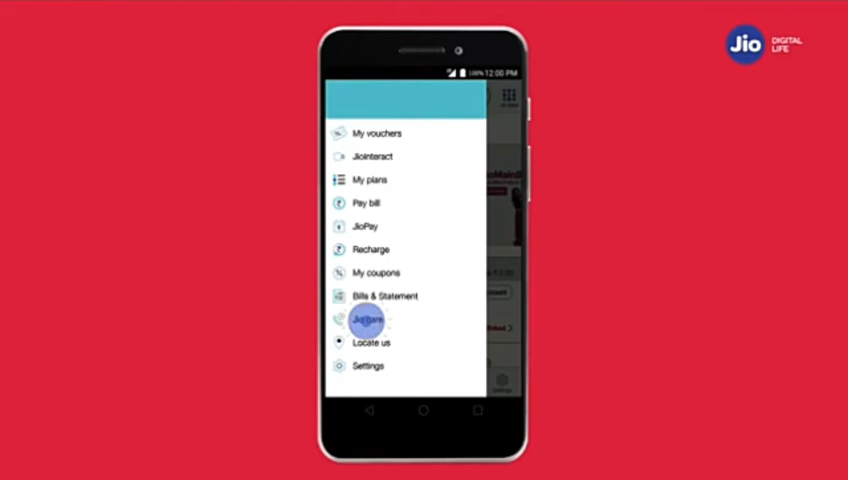 Jio DIGITAL
LIFE
100% 12:00 PM
My vouchers
JioInteract
My plans
Pay bill
JioPay
Recharge
My coupons
Bills & Statement
Locate us
Settings
Settings